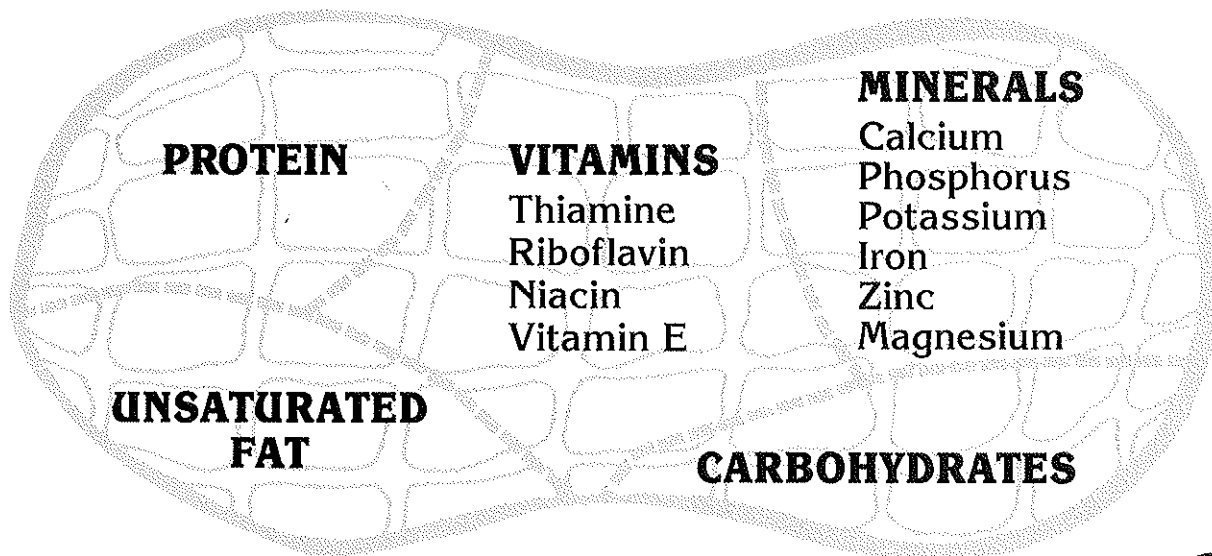 PROTEIN
VITAMINS
Thiamine
Riboflavin
Niacin
Vitamin E
MINERALS
Calcium
Phosphorus
Potassium
Iron
Zinc
Magnesium
UNSATURATED
FAT
CARBOHYDRATES